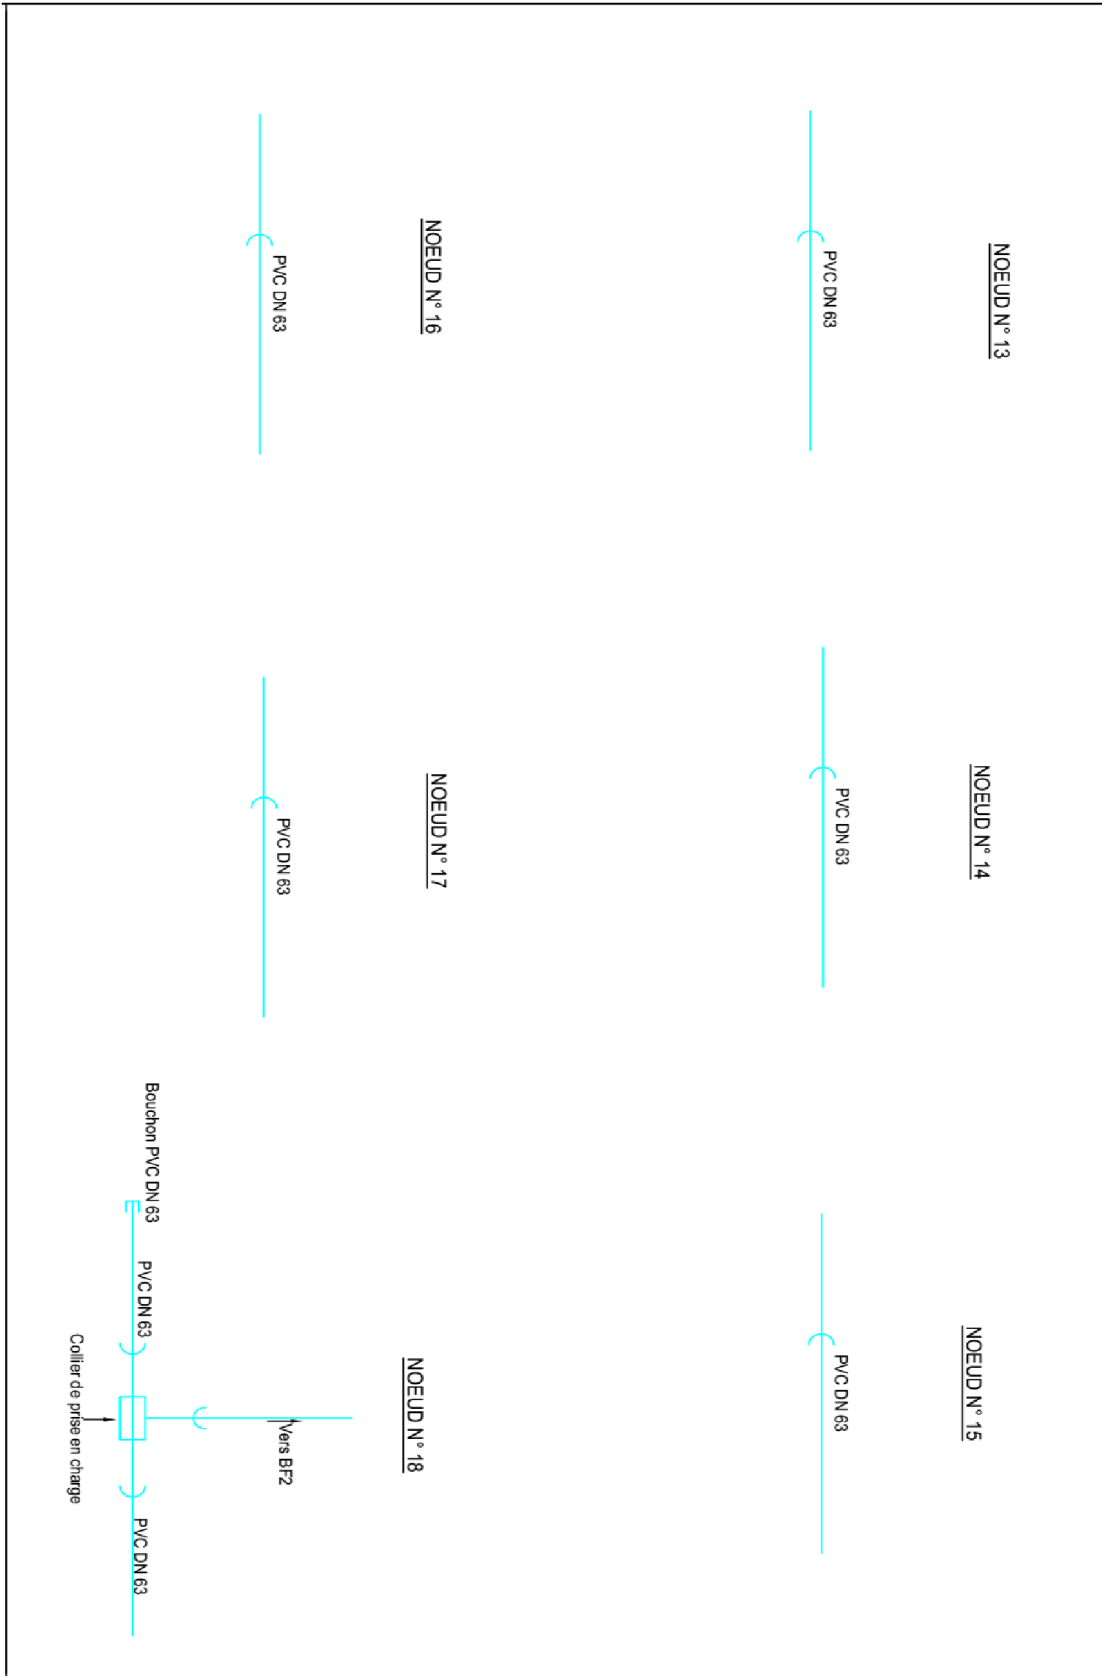 NOEUD N° 13
PVC DN 63
NOEUD N° 14
PVC DN 63
NOEUD N° 15
PVC DN 63
NOEUD N° 16
PVC DN 63
NOEUD N° 17
PVC DN 63
NOEUD N° 18
Vers BF2
Bouchon PVC DN 63
PVC DN 63
PVC DN 63
Collier de prise en charge